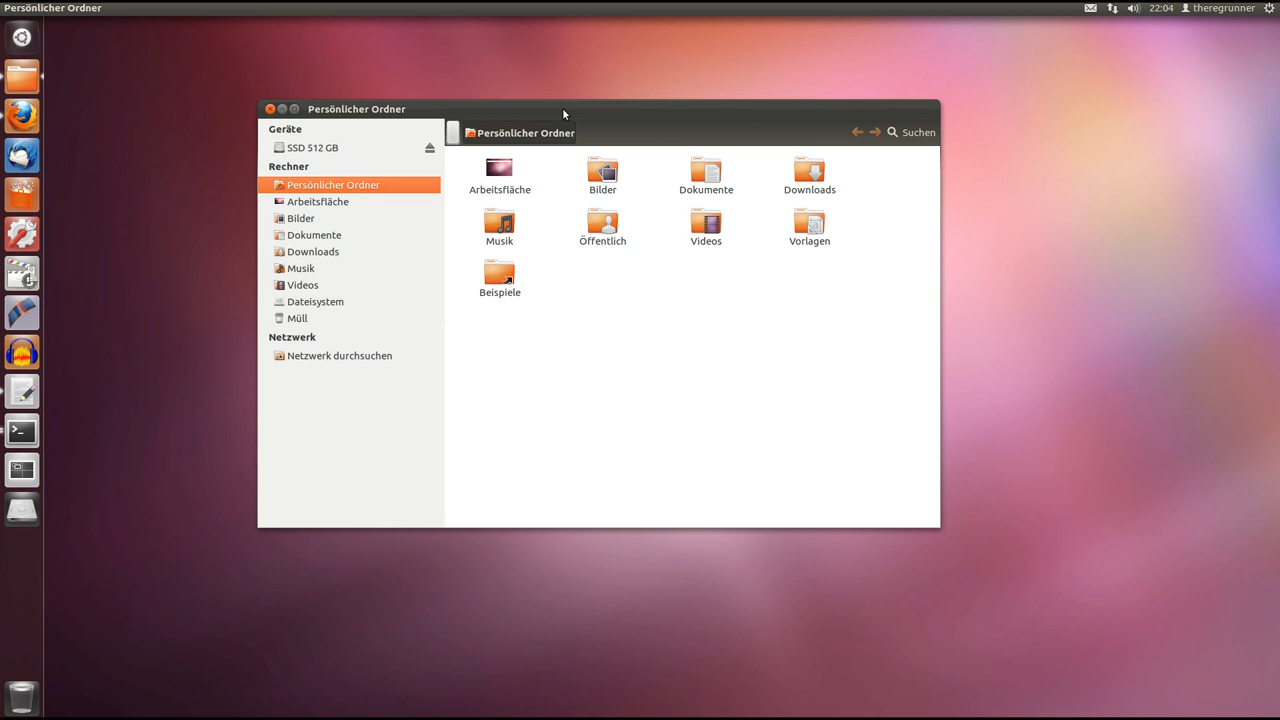 Persönlicher Ordner
22:04 theregrunner
Persönlicher Ordner
Geräte
SSD 512 GB
Rechner
Persönlicher Ordner
Arbeitsfläche
Bilder
Dokumente
Downloads
Musik
Videos
Dateisystem
Müll
Netzwerk
Netzwerk durchsuchen
Persönlicher Ordner
Suchen
Arbeitsfläche
Bilder
Dokumente
Downloads
Musik
Öffentlich
Videos
Vorlagen
Beispiele